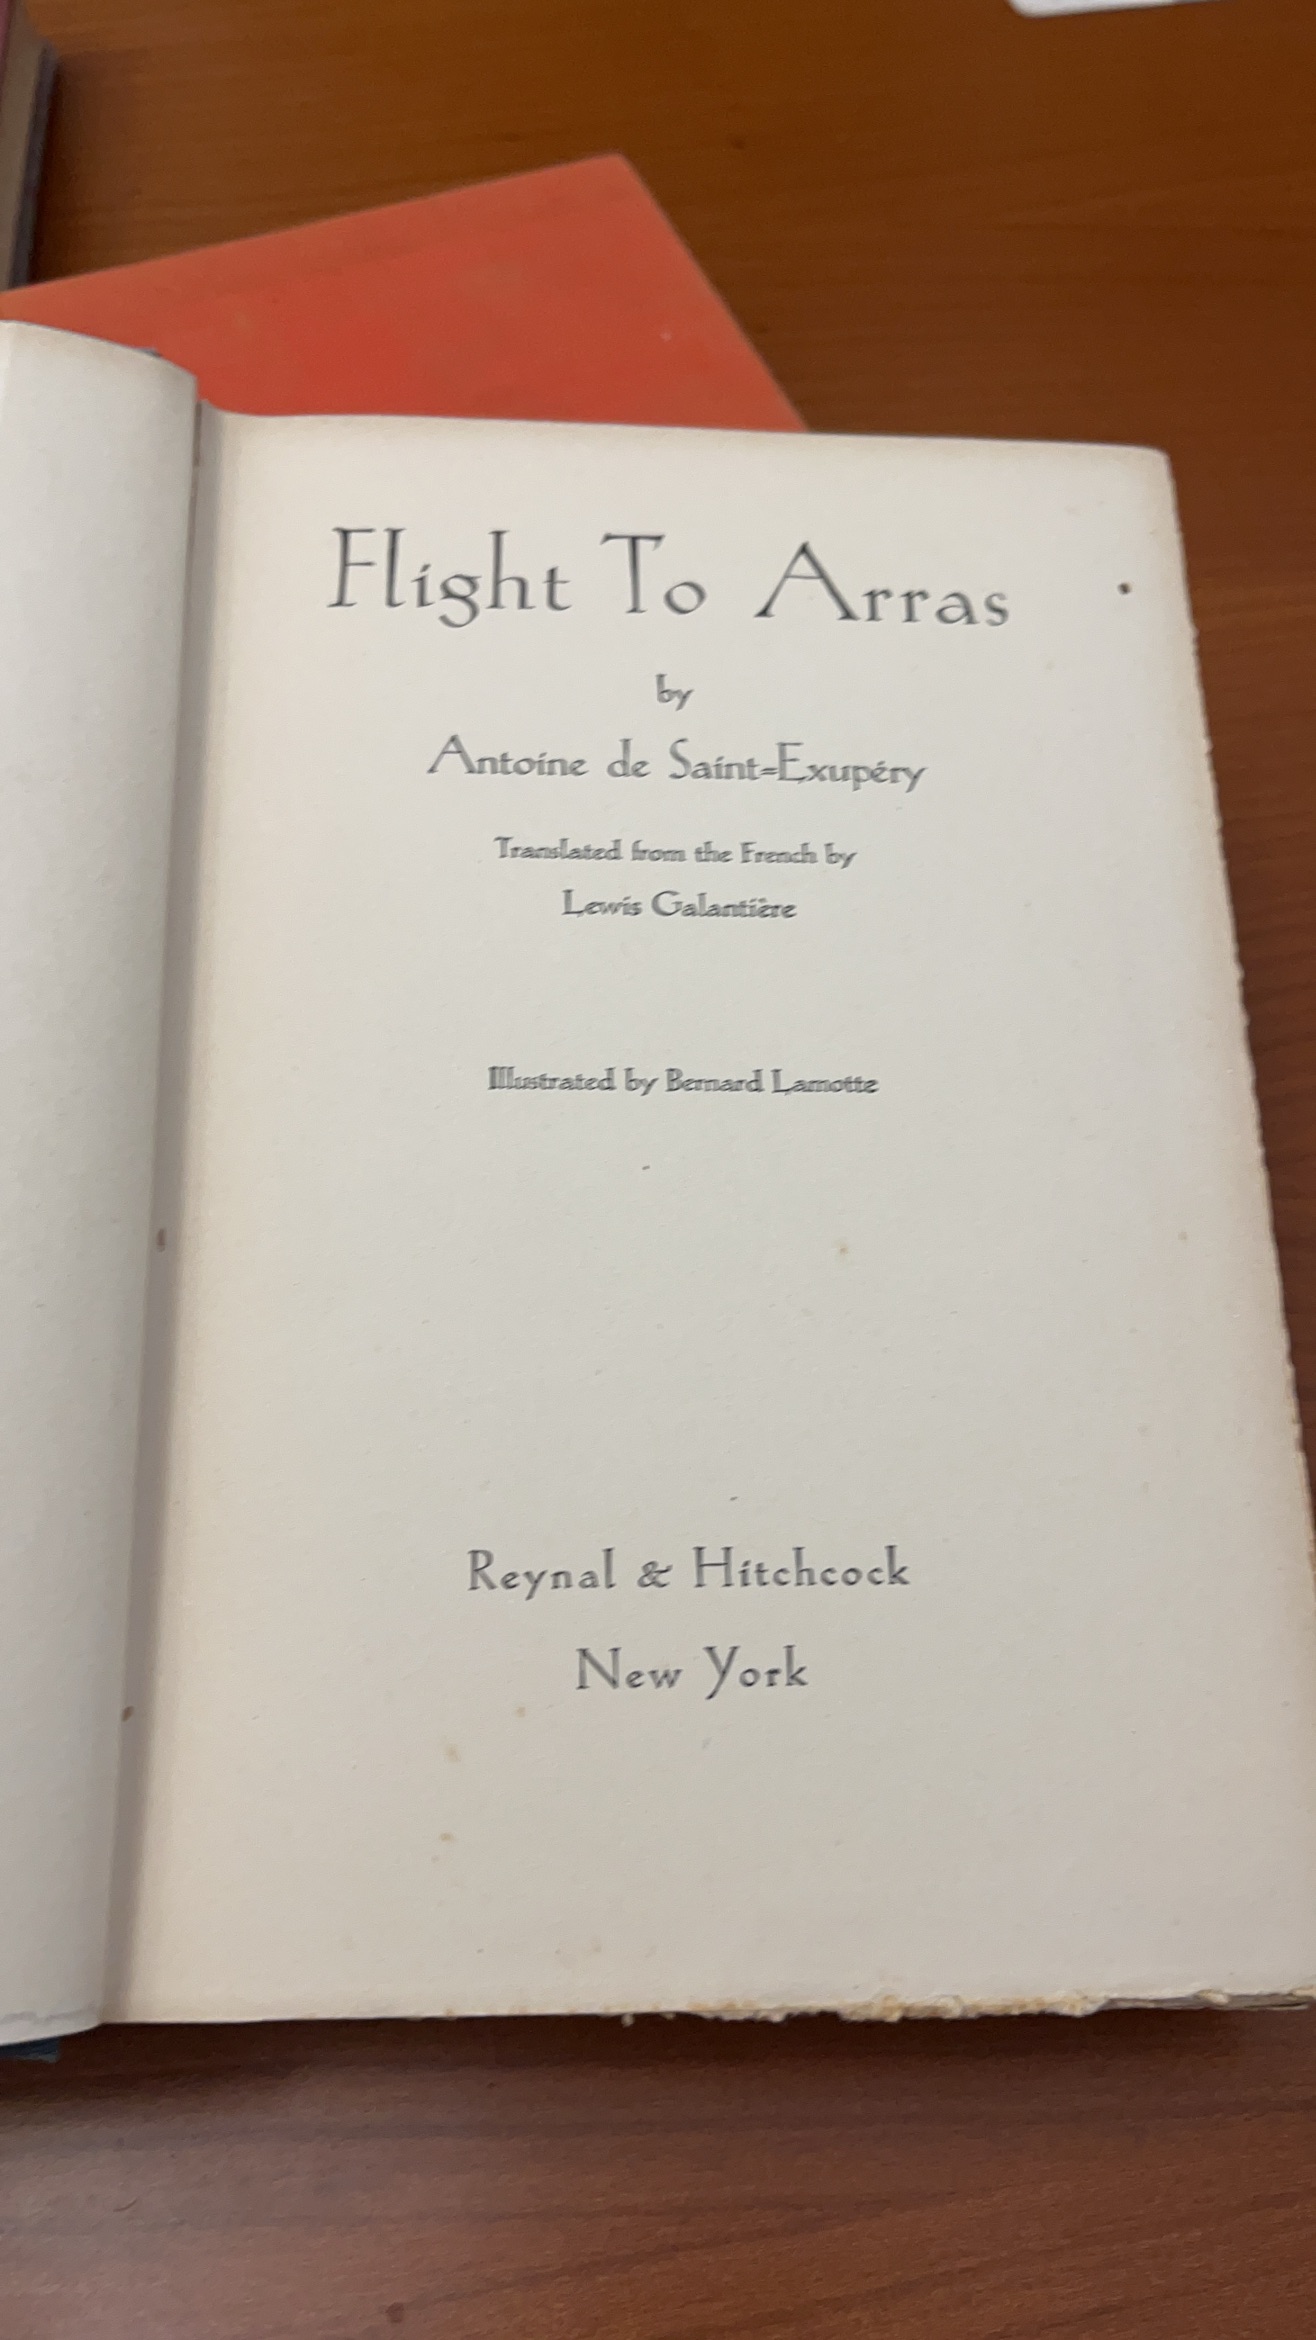 Flight To Arras
by
Antoine de Saint-Exupéry
Translated from the French by
Lewis Galantière
Illustrated by Bernard Lamotte
Reynal & Hitchcock
New York